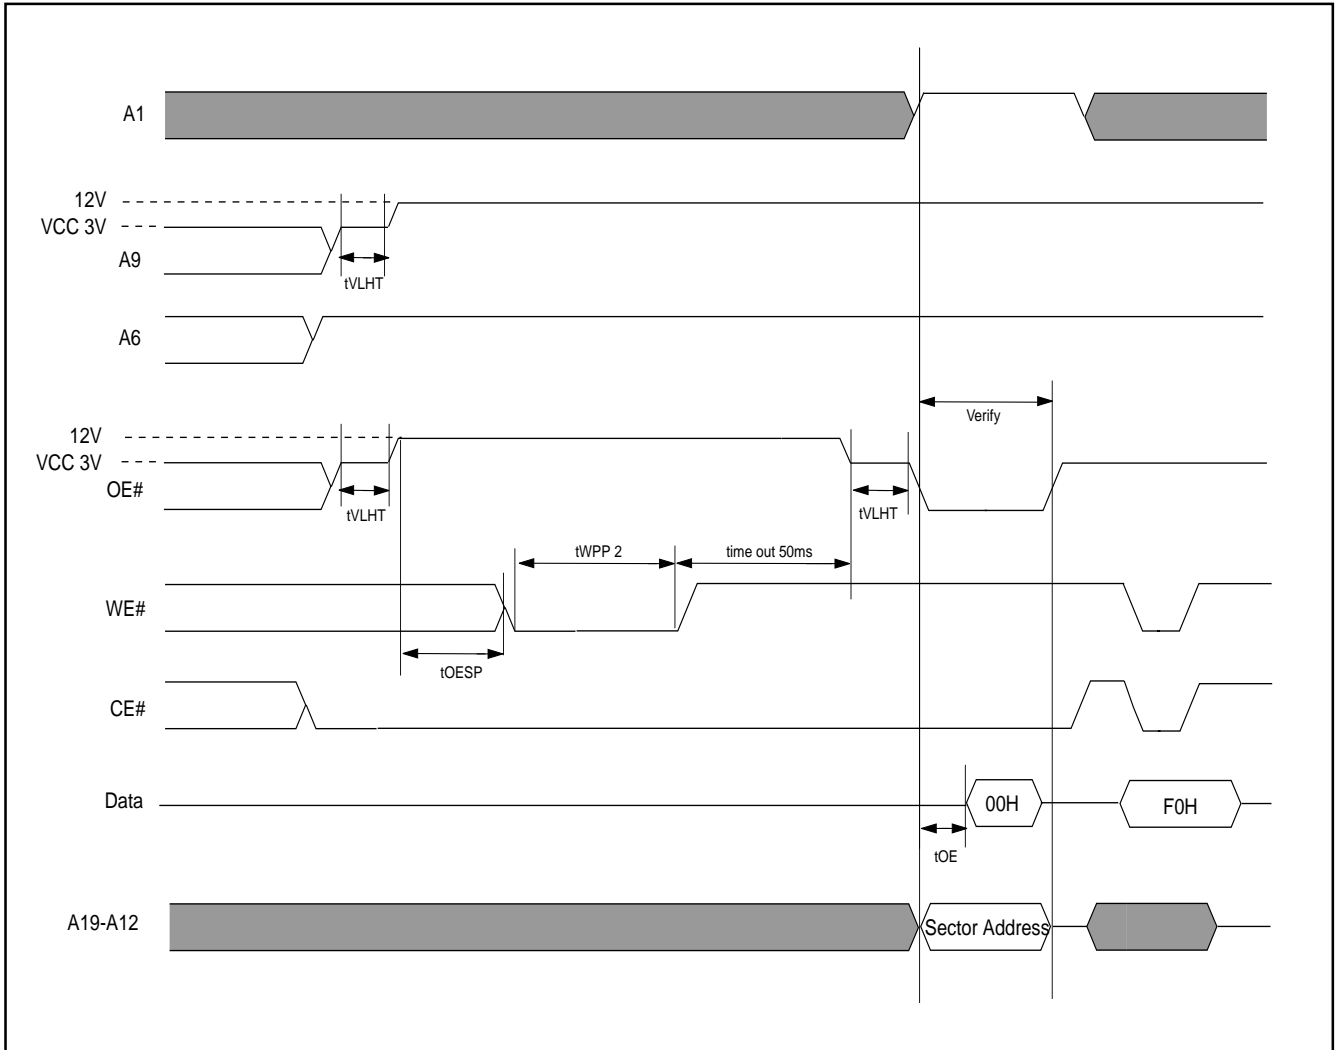 A1
12V
VCC 3V
A9
tVLHT
A6
Verify
12V
VCC 3V
OE#
tVLHT
tVLHT
tWPP 2
time out 50ms
WE#
tOESP
CE#
Data
00H
F0H
tOE
A19-A12
Sector Address